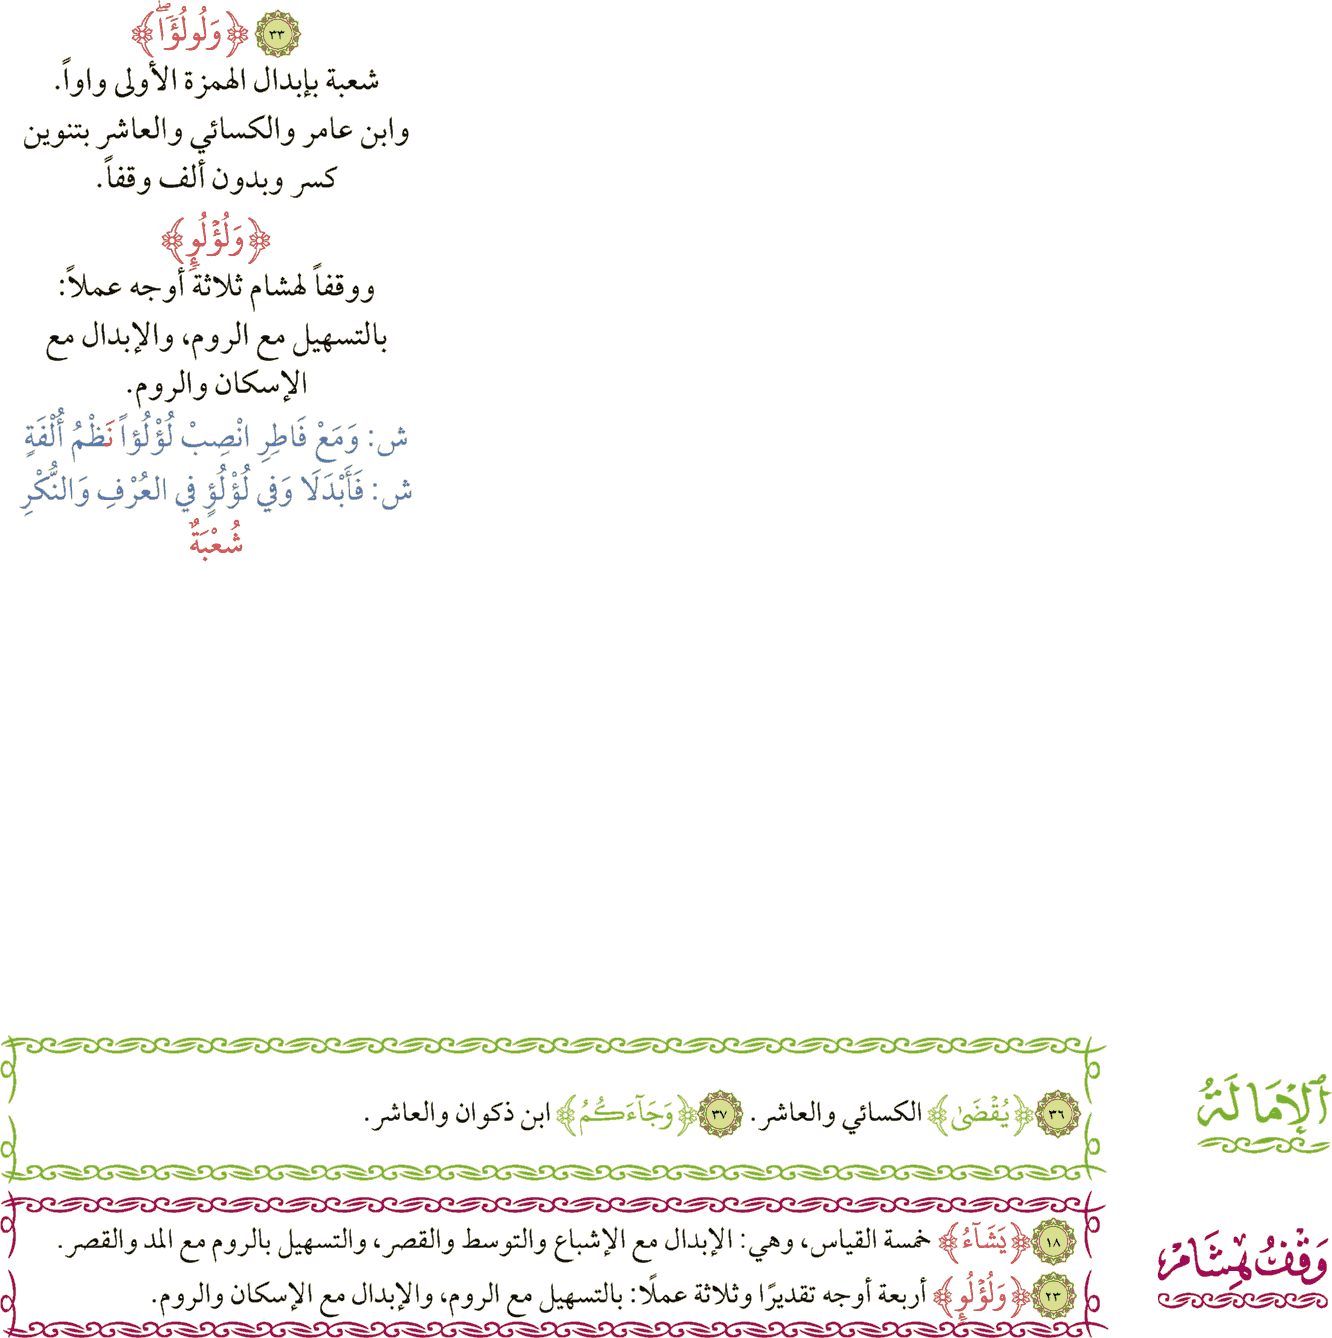 ٣٣ ﴿وَلُولُؤٗاۖ﴾
شعبة بإبدال الهمزة الأولى واواً.
وابن عامر والكسائي والعاشر بتنوين
كسر وبدون ألف وقفاً.
﴿وَلُؤۡلُوٕٖ﴾
ووقفاً لهشام ثلاثة أوجه عملاً:
بالتسهيل مع الروم، والإبدال مع
الإسكان والروم.
ش: وَمَعْ فَاطِرِ انْصِبْ لُؤْلُؤاً نَظْمُ أُلْفَةٍ
ش: فَأَبْدَلَا وَفي لُؤْلُؤٍ في العُرْفِ وَالنُّكْرِ
شُعْبَةٌ
الإِمَالَةُ
٣٦ ﴿يُقۡضَىٰ﴾ الكسائي والعاشر. ٣٧ ﴿وَجَآءَكُمُ﴾ ابن ذكوان والعاشر.
وَقْفُ هِشَامْ
١٨ ﴿يَشَآءُ﴾ خمسة القياس، وهي: الإبدال مع الإشباع والتوسط والقصر، والتسهيل بالروم مع المد والقصر.
٢٣ ﴿وَلُؤۡلُوٕٖ﴾ أربعة أوجه تقديرًا وثلاثة عملًا: بالتسهيل مع الروم، والإبدال مع الإسكان والروم.